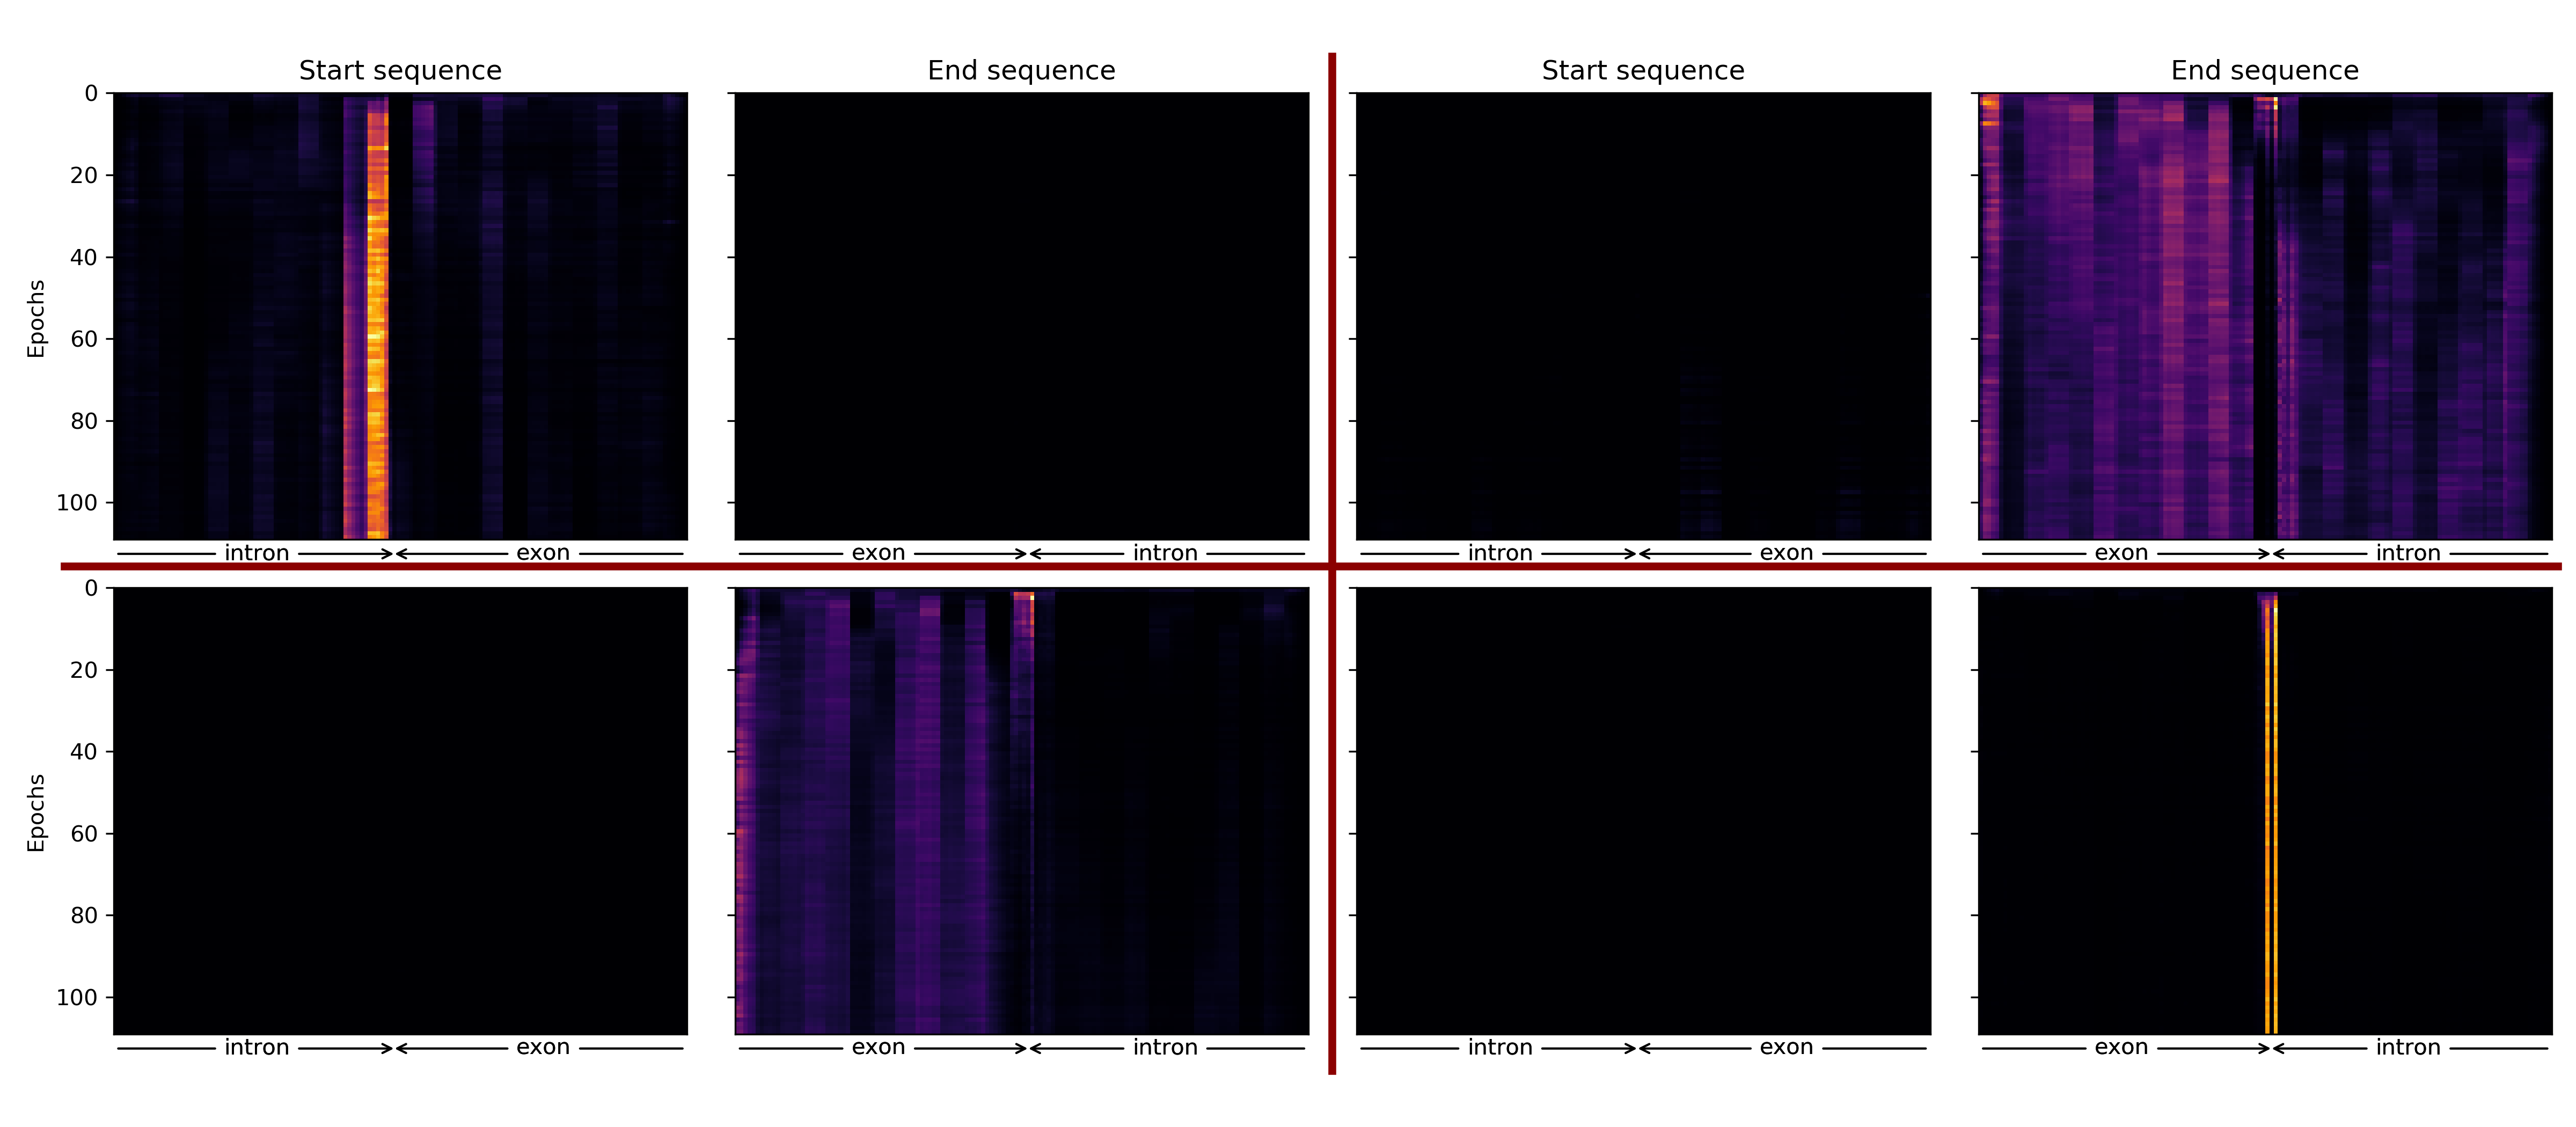 Start sequence
End sequence
Start sequence
End sequence
Epochs
0
20
40
60
80
100
intron exon
exon intron
intron exon
exon intron
Epochs
0
20
40
60
80
100
intron exon
exon intron
intron exon
exon intron